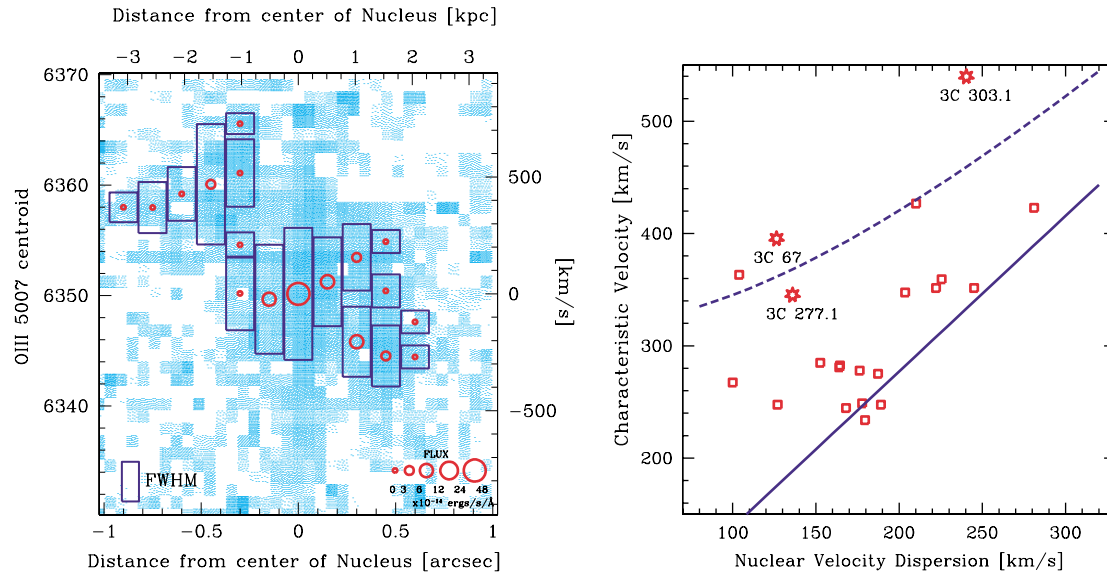 Distance from center of Nucleus [kpc]
-3 -2 -1 0 1 2 3
6370
6360
6350
6340
OIII 5007 centroid
500
0
-500
[km/s]
FWHM
FLUX
0 3 6 12 24 48
x10-14 ergs/s/Å
-1 -0.5 0 0.5 1
Distance from center of Nucleus [arcsec]
500
400
300
200
Characteristic Velocity [km/s]
3C 303.1
3C 67
3C 277.1
100 150 200 250 300
Nuclear Velocity Dispersion [km/s]